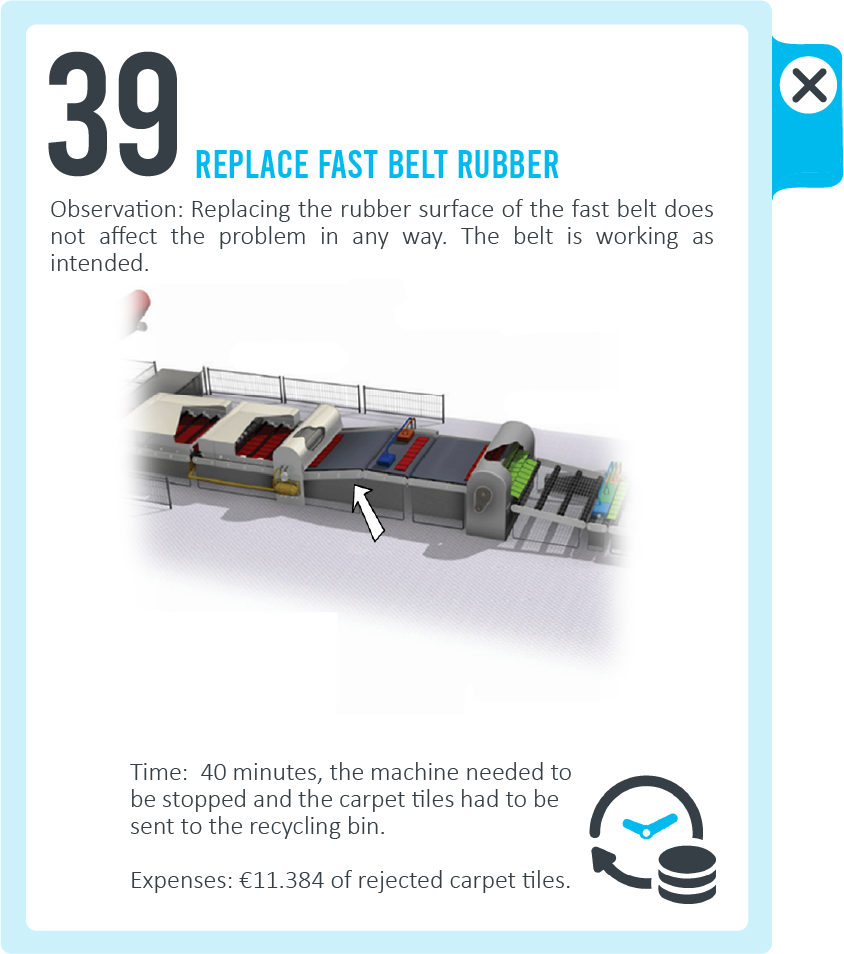 39
REPLACE FAST BELT RUBBER
Observation: Replacing the rubber surface of the fast belt does
not affect the problem in any way. The belt is working as
intended.
Time:  40 minutes, the machine needed to
be stopped and the carpet tiles had to be
sent to the recycling bin.
Expenses: €11.384 of rejected carpet tiles.